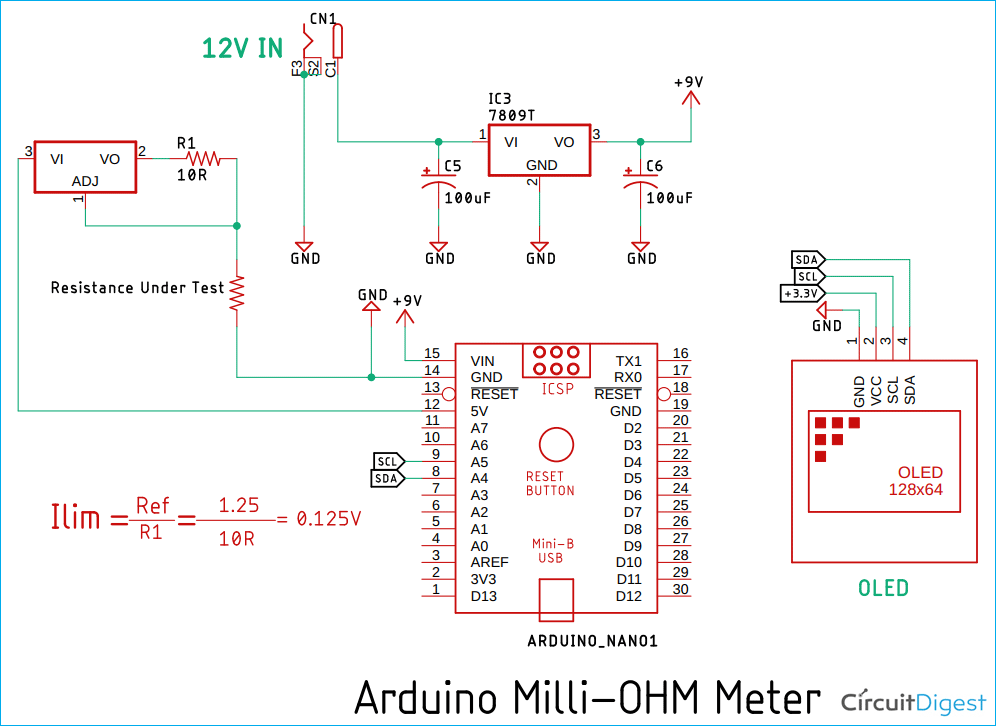 CN1
12V IN
F3
S2
C1
+9V
IC3
7809T
1 VI VO 3
GND
2
C5
100uF
C6
100uF
R1
10R
3 VI VO 2
ADJ
1
GND
GND
GND
GND
Resistance Under Test
GND
+9V
SDA
SCL
+3.3V
GND
1
2
3
4
GND
VCC
SCL
SDA
OLED
128x64
OLED
15 VIN TX1 16
14 GND RX0 17
13 RESET RESET 18
12 5V GND 19
11 A7 D2 20
10 A6 D3 21
9 A5 D4 22
8 A4 D5 23
7 A3 D6 24
6 A2 D7 25
5 A1 D8 26
4 A0 D9 27
3 AREF D10 28
2 3V3 D11 29
1 D13 D12 30
ICSP
RESET
BUTTON
Mini-B
USB
SCL
SDA
ARDUINO_NANO1
Ilim = Ref / R1 = 1.25 / 10R = 0.125V
Arduino Milli-OHM Meter
CircuitDigest